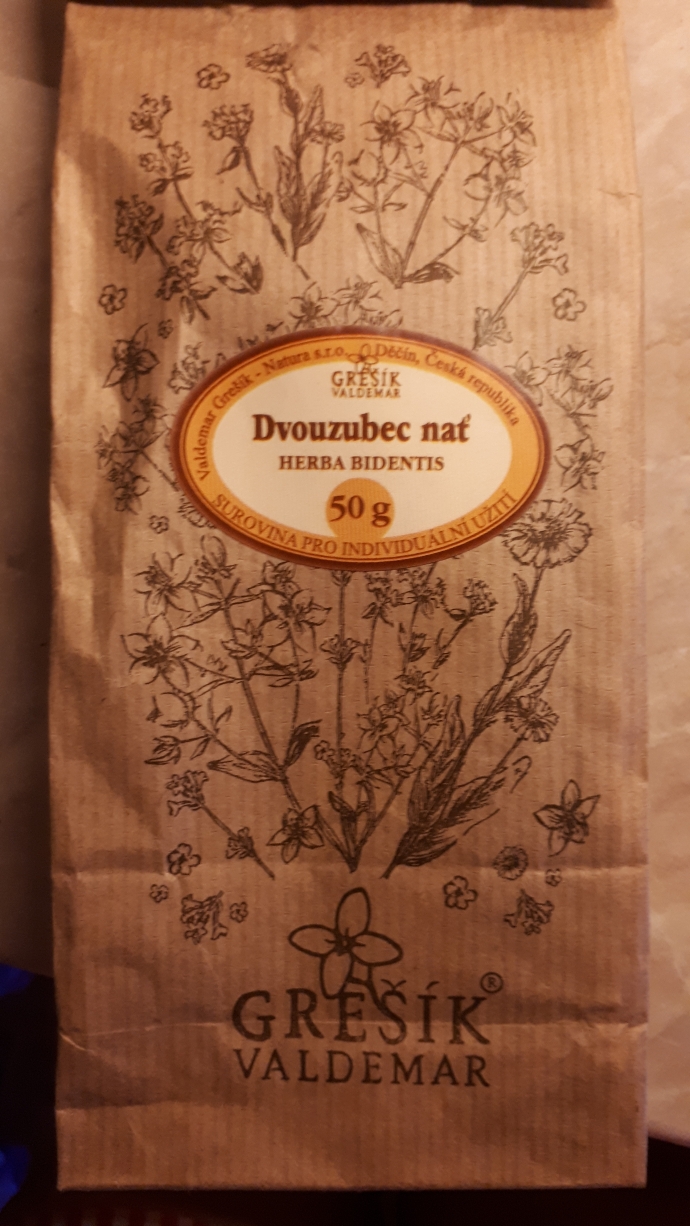 Valdemar Grešík - Natura s.r.o. Děčín, Česká republika
GREŠÍK
VALDEMAR
Dvouzubec nať
HERBA BIDENTIS
50 g
SUROVINA PRO INDIVIDUÁLNÍ UŽITÍ
GREŠÍK®
VALDEMAR